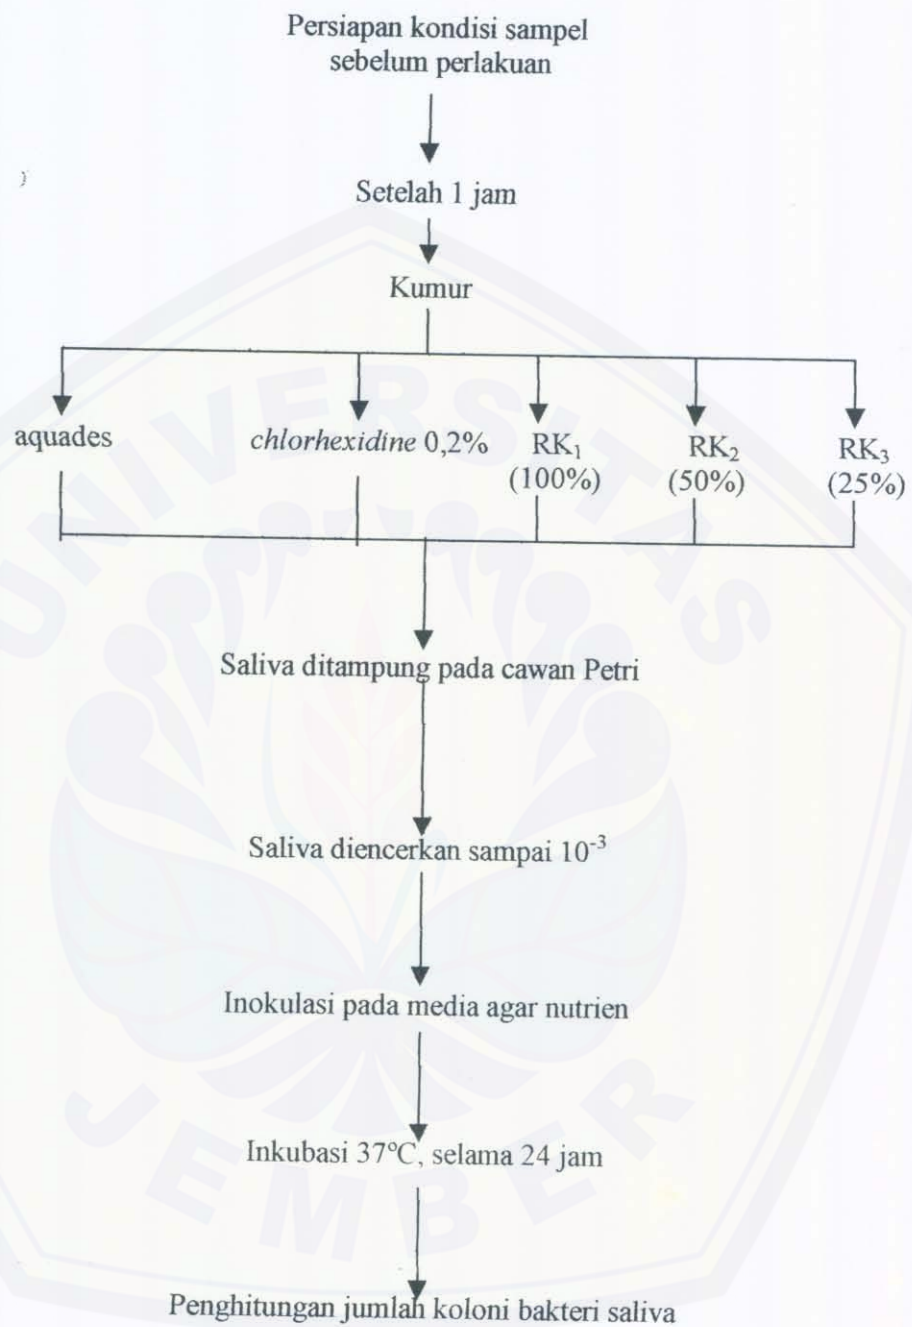 Persiapan kondisi sampel
sebelum perlakuan
Setelah 1 jam
Kumur
aquades
chlorhexidine 0,2%
RK₁
(100%)
RK₂
(50%)
RK₃
(25%)
Saliva ditampung pada cawan Petri
Saliva diencerkan sampai 10⁻³
Inokulasi pada media agar nutrien
Inkubasi 37°C, selama 24 jam
Penghitungan jumlah koloni bakteri saliva
UNIVERSITAS
JEMBER